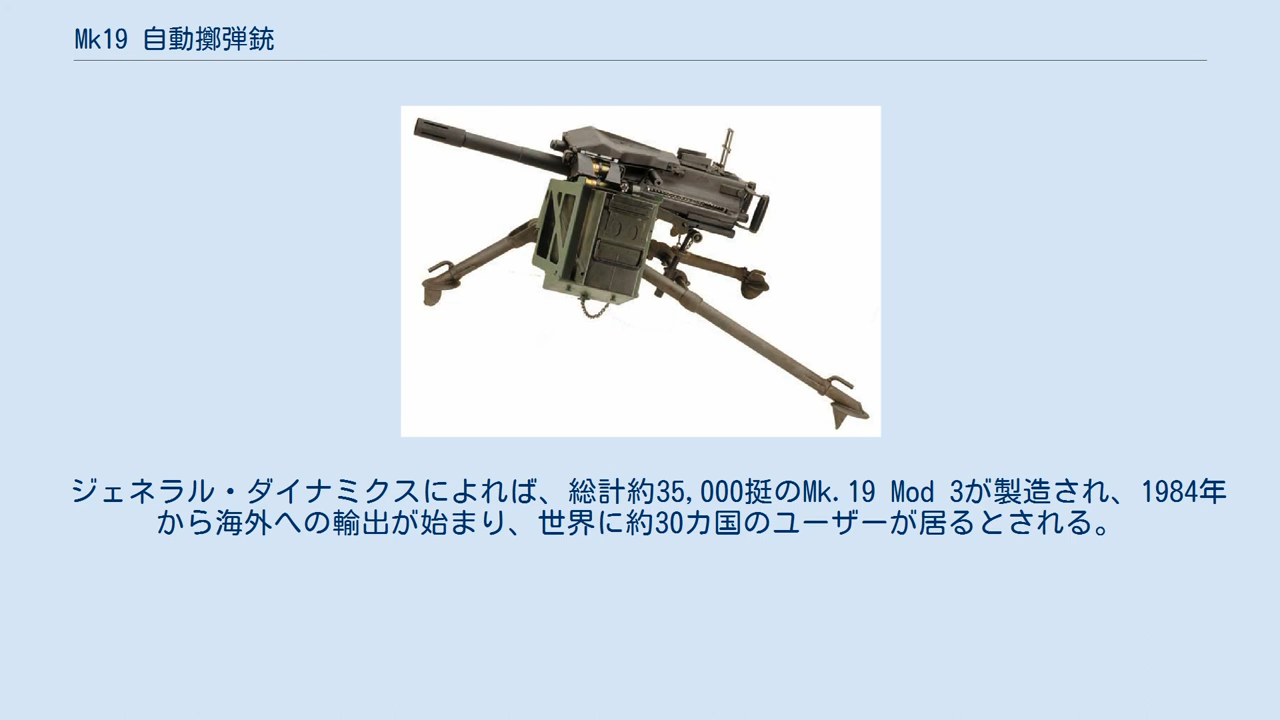 Mk19 自動擲弾銃
ジェネラル・ダイナミクスによれば、総計約35,000挺のMk.19 Mod 3が製造され、1984年
から海外への輸出が始まり、世界に約30カ国のユーザーが居るとされる。